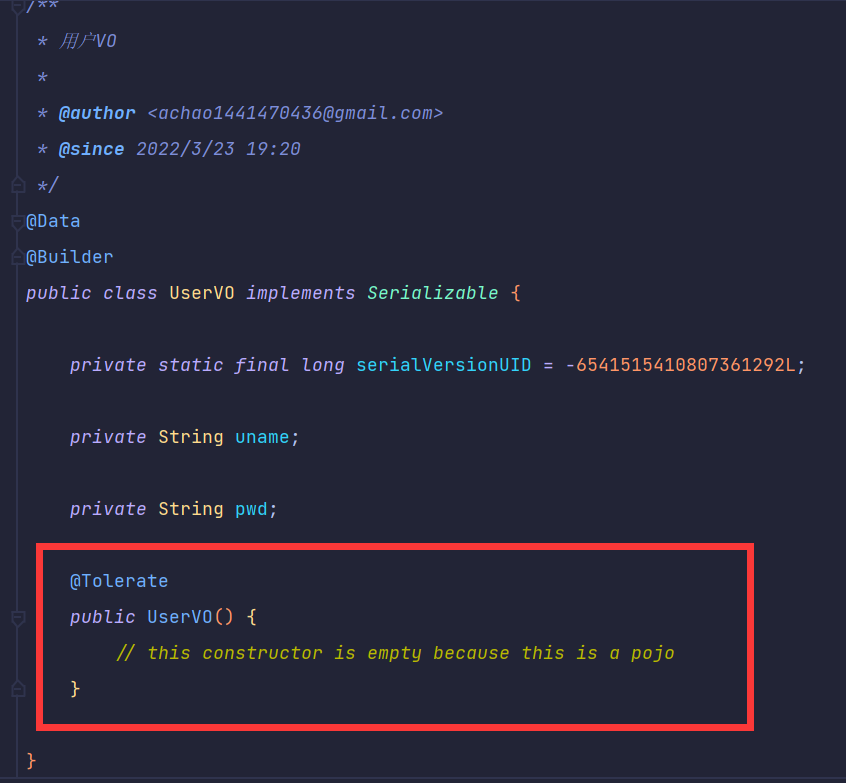 /**
* 用户VO
*
* @author <achao1441470436@gmail.com>
* @since 2022/3/23 19:20
*/
@Data
@Builder
public class UserVO implements Serializable {
private static final long serialVersionUID = -6541515410807361292L;
private String uname;
private String pwd;
@Tolerate
public UserVO() {
// this constructor is empty because this is a pojo
}
}